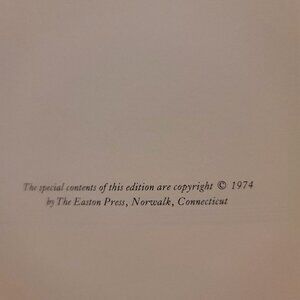 The special contents of this edition are copyright © 1974
by The Easton Press, Norwalk, Connecticut